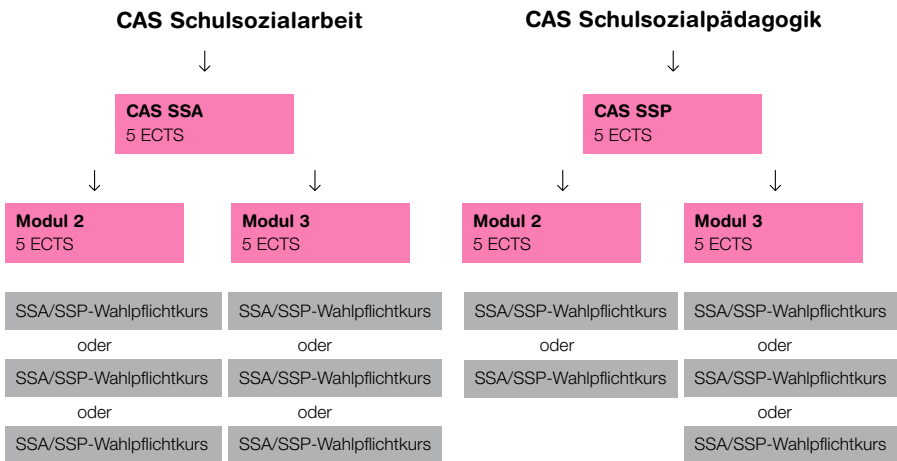 CAS Schulsozialarbeit
CAS SSA
5 ECTS
Modul 2
5 ECTS
SSA/SSP-Wahlpflichtkurs
oder
SSA/SSP-Wahlpflichtkurs
oder
SSA/SSP-Wahlpflichtkurs
Modul 3
5 ECTS
SSA/SSP-Wahlpflichtkurs
oder
SSA/SSP-Wahlpflichtkurs
oder
SSA/SSP-Wahlpflichtkurs
CAS Schulsozialpädagogik
CAS SSP
5 ECTS
Modul 2
5 ECTS
SSA/SSP-Wahlpflichtkurs
oder
SSA/SSP-Wahlpflichtkurs
Modul 3
5 ECTS
SSA/SSP-Wahlpflichtkurs
oder
SSA/SSP-Wahlpflichtkurs
oder
SSA/SSP-Wahlpflichtkurs